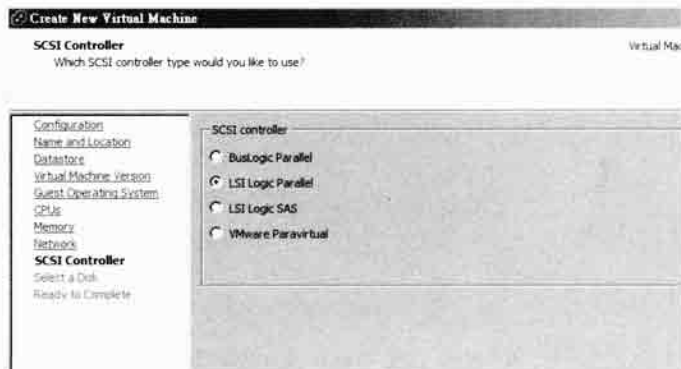 Create New Virtual Machine
SCSI Controller
Which SCSI controller type would you like to use?
Virtual Mac
Configuration
Name and Location
Datastore
Virtual Machine Version
Guest Operating System
CPUs
Memory
Network
SCSI Controller
Select a Disk
Ready to Complete
SCSI controller
BusLogic Parallel
LSI Logic Parallel
LSI Logic SAS
VMware Paravirtual